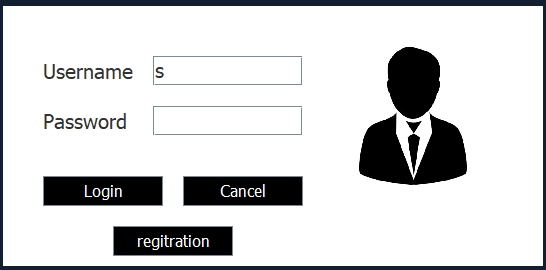 Username s
Password
Login Cancel
regitration